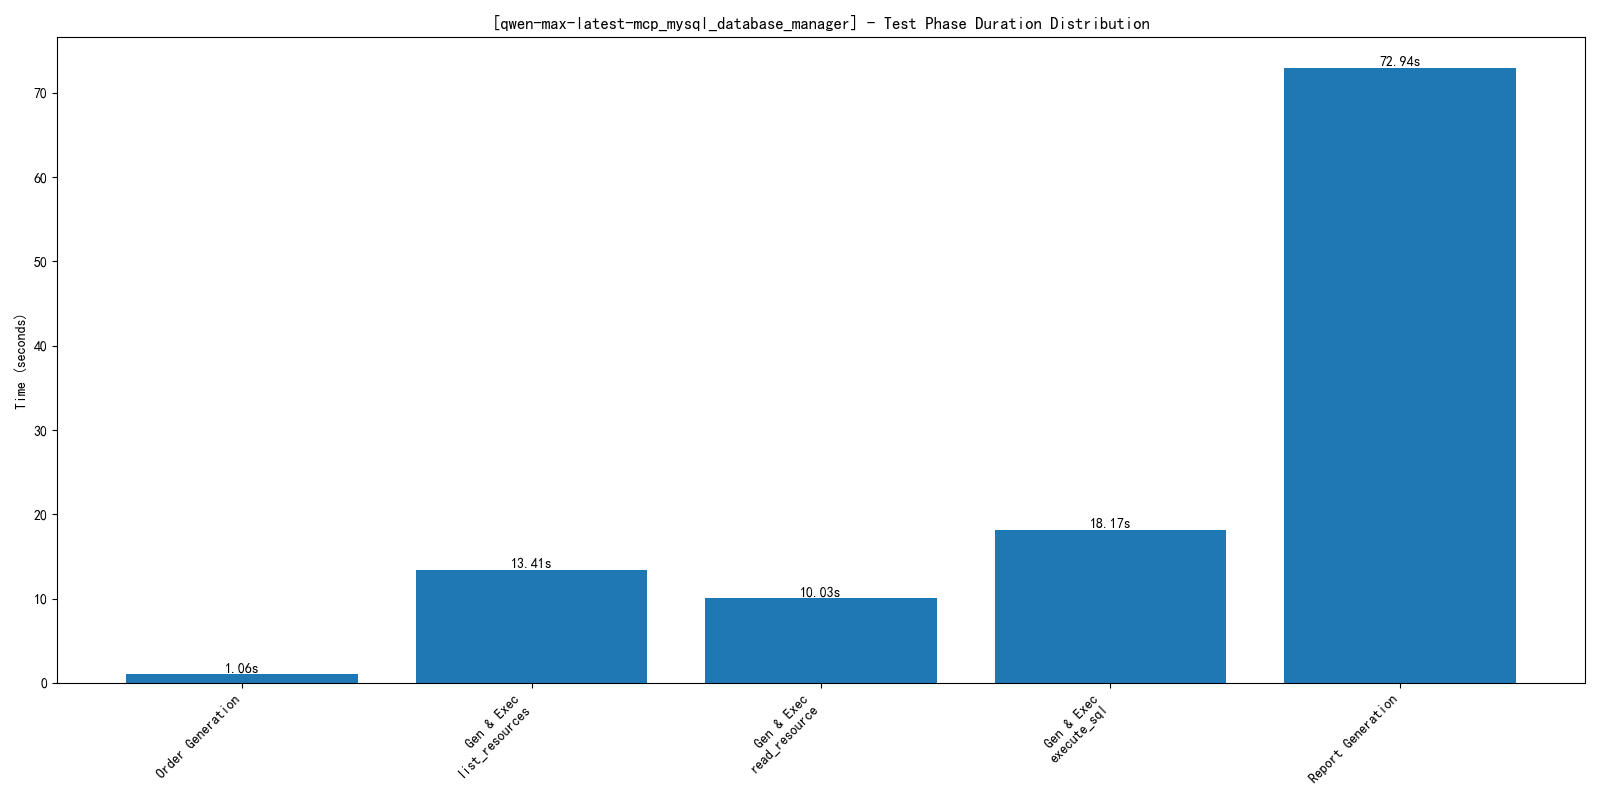 [qwen-max-latest-mcp_mysql_database_manager] - Test Phase Duration Distribution
Time (seconds)
70
60
50
40
30
20
10
0
1.06s
13.41s
10.03s
18.17s
72.94s
Order Generation
Gen & Exec
list_resources
Gen & Exec
read_resource
Gen & Exec
execute_sql
Report Generation